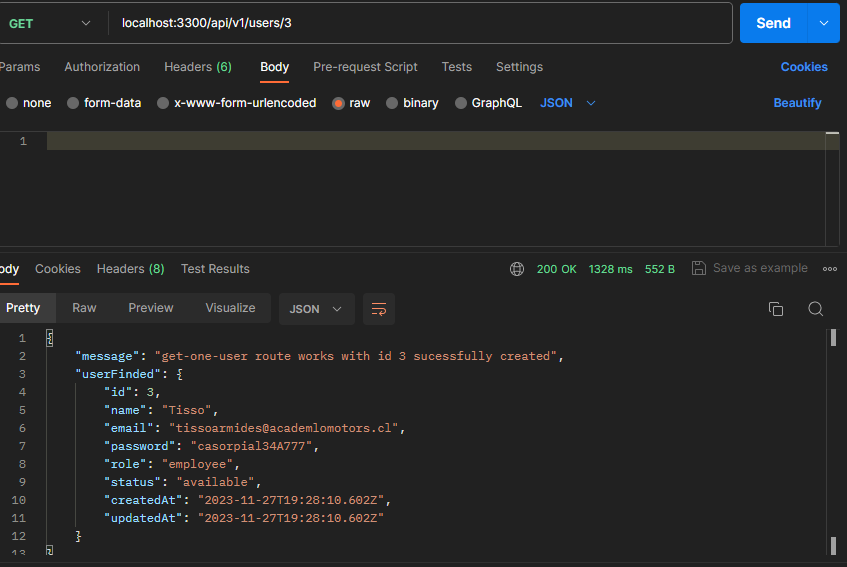 GET localhost:3300/api/v1/users/3 Send
Params Authorization Headers (6) Body Pre-request Script Tests Settings Cookies
none form-data x-www-form-urlencoded raw binary GraphQL JSON Beautify
1
ody Cookies Headers (8) Test Results 200 OK 1328 ms 552 B Save as example
Pretty Raw Preview Visualize JSON
1 {
2 "message": "get-one-user route works with id 3 sucessfully created",
3 "userFinded": {
4 "id": 3,
5 "name": "Tisso",
6 "email": "tissoarmides@academlomotors.cl",
7 "password": "casorpial34A777",
8 "role": "employee",
9 "status": "available",
10 "createdAt": "2023-11-27T19:28:10.602Z",
11 "updatedAt": "2023-11-27T19:28:10.602Z"
12 }
13 }